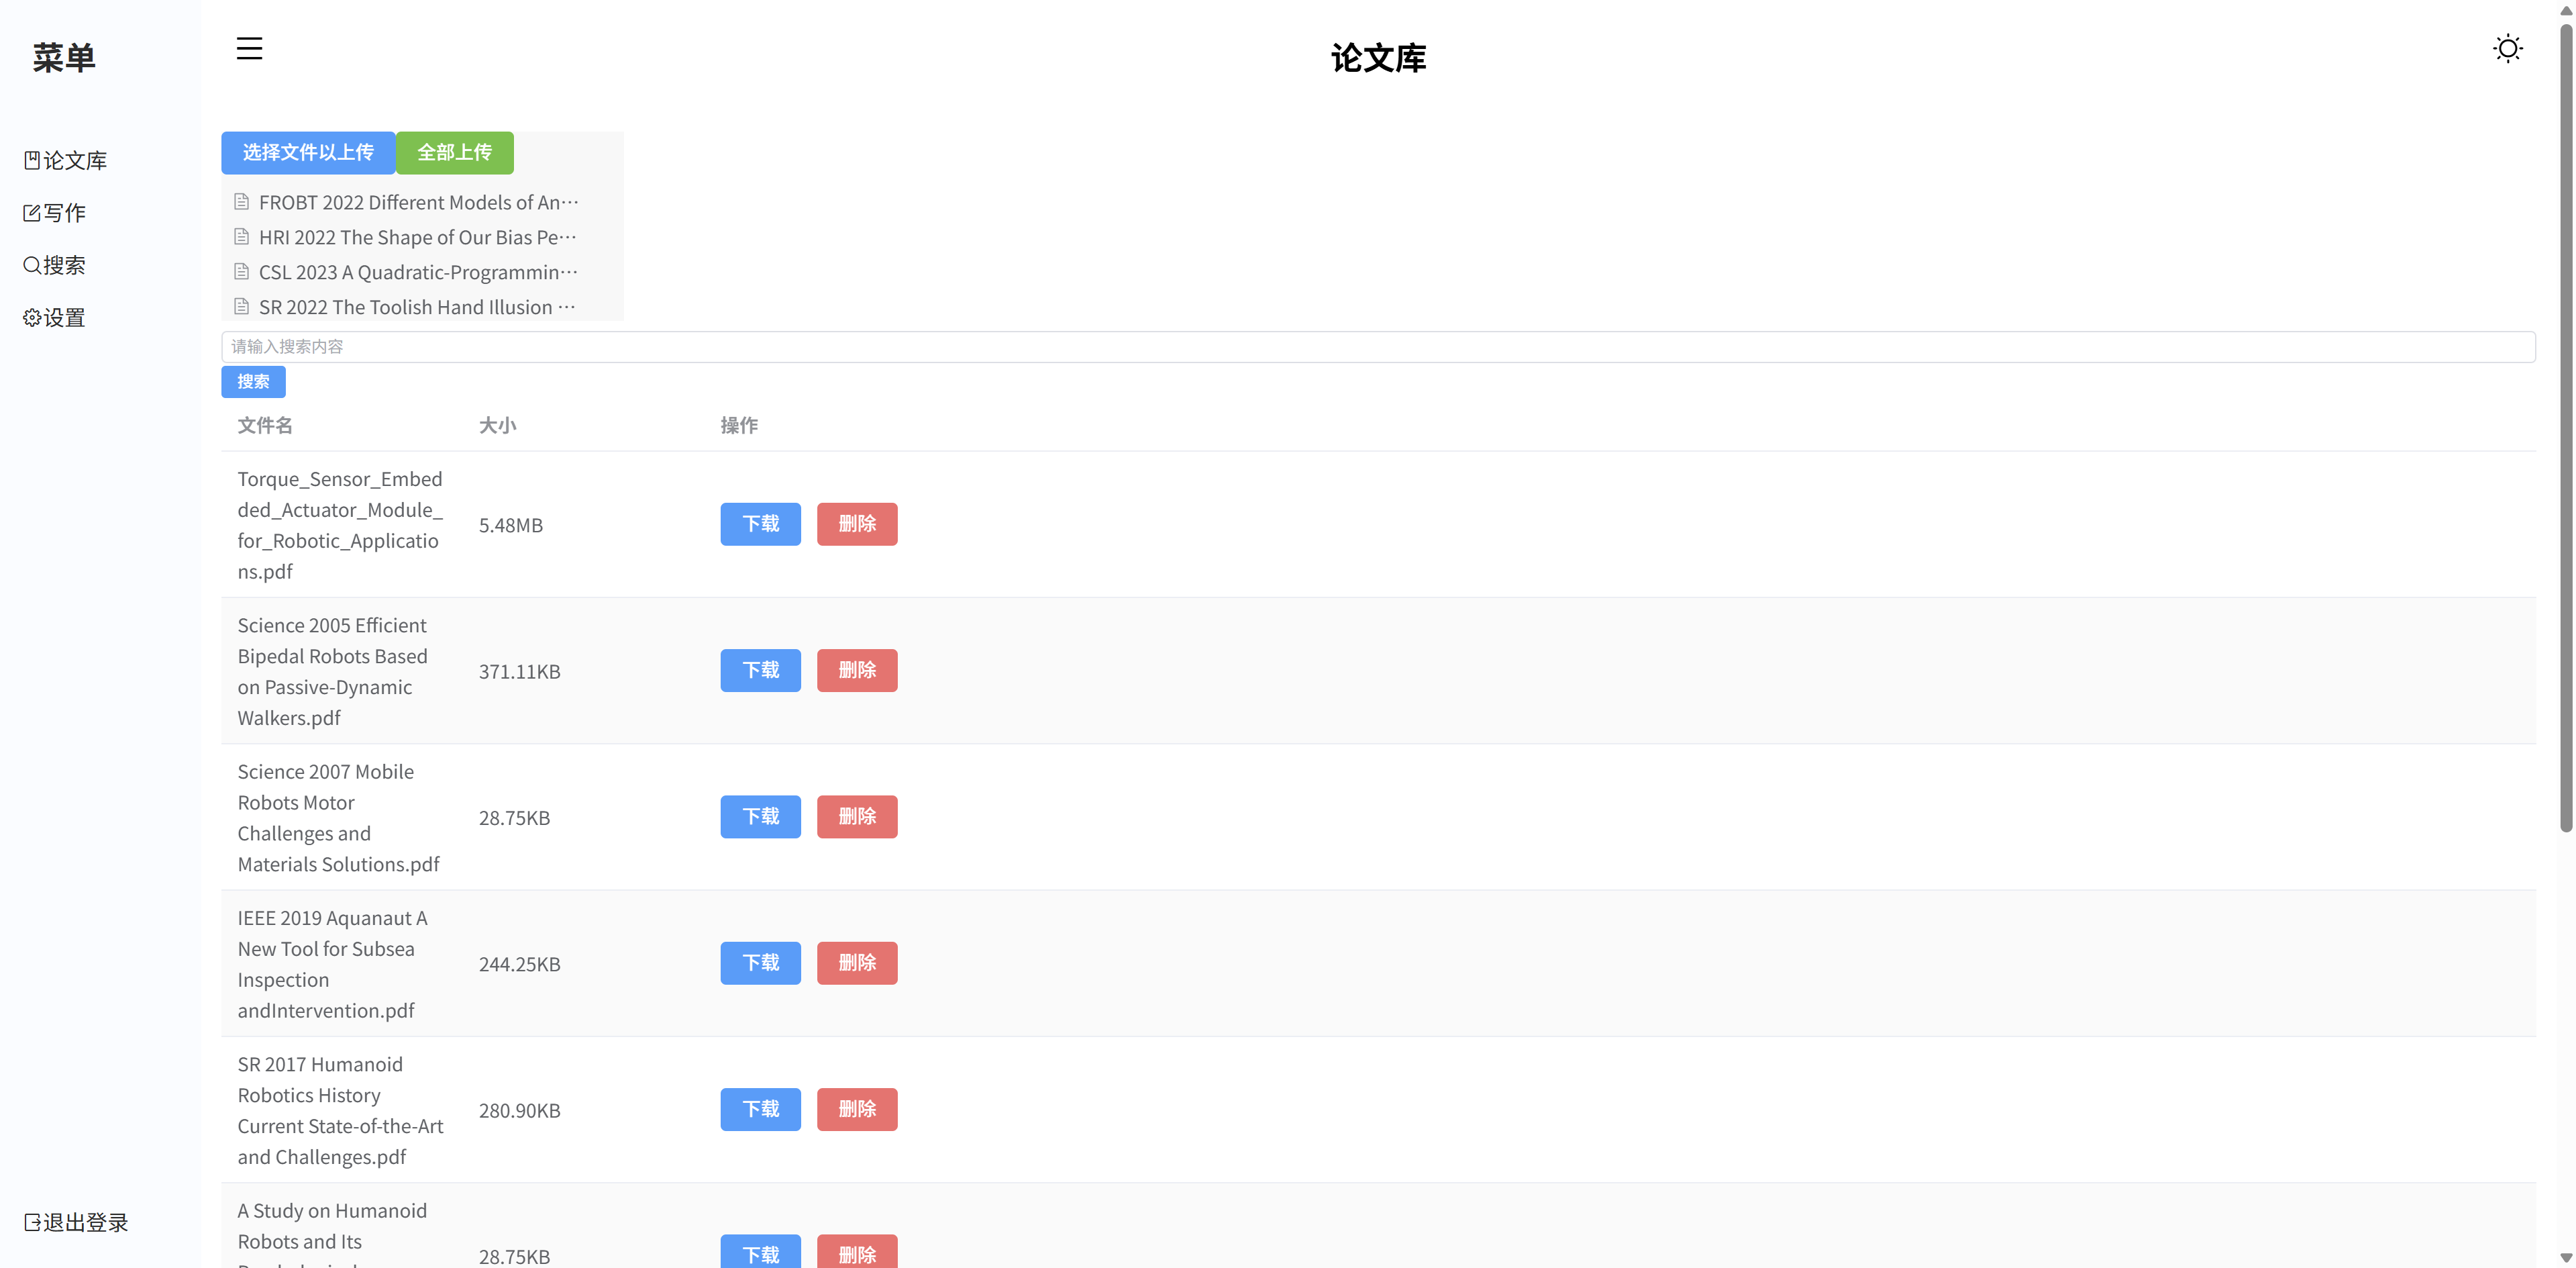 菜单
论文库
写作
搜索
设置
退出登录
论文库
选择文件以上传 全部上传
FROBT 2022 Different Models of An···
HRI 2022 The Shape of Our Bias Pe···
CSL 2023 A Quadratic-Programmin···
SR 2022 The Toolish Hand Illusion ···
请输入搜索内容
搜索
文件名 大小 操作
Torque_Sensor_Embed
ded_Actuator_Module_
for_Robotic_Applicatio
ns.pdf
5.48MB 下载 删除
Science 2005 Efficient
Bipedal Robots Based
on Passive-Dynamic
Walkers.pdf
371.11KB 下载 删除
Science 2007 Mobile
Robots Motor
Challenges and
Materials Solutions.pdf
28.75KB 下载 删除
IEEE 2019 Aquanaut A
New Tool for Subsea
Inspection
andIntervention.pdf
244.25KB 下载 删除
SR 2017 Humanoid
Robotics History
Current State-of-the-Art
and Challenges.pdf
280.90KB 下载 删除
A Study on Humanoid
Robots and Its
28.75KB 下载 删除